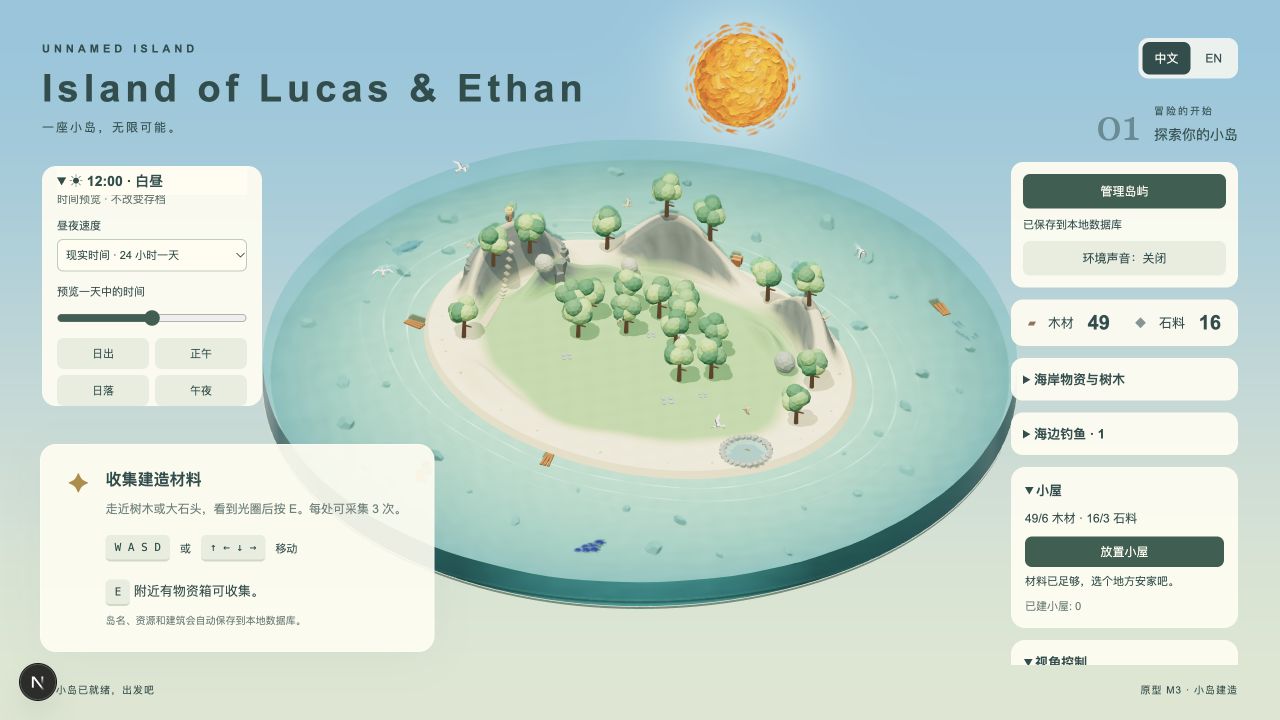 UNNAMED ISLAND
Island of Lucas & Ethan
一座小岛，无限可能。
中文
EN
01
冒险的开始
探索你的小岛
▼☀ 12:00 · 白昼
时间预览 · 不改变存档
昼夜速度
现实时间 · 24 小时一天
预览一天中的时间
日出
正午
日落
午夜
管理岛屿
已保存到本地数据库
环境声音：关闭
木材 49
石料 16
▶ 海岸物资与树木
▶ 海边钓鱼 · 1
▼ 小屋
49/6 木材 · 16/3 石料
放置小屋
材料已足够，选个地方安家吧。
已建小屋: 0
▼ 视角控制
收集建造材料
走近树木或大石头，看到光圈后按 E。每处可采集 3 次。
W A S D 或 ↑ ← ↓ → 移动
E 附近有物资箱可收集。
岛名、资源和建筑会自动保存到本地数据库。
N
小岛已就绪，出发吧
原型 M3 · 小岛建造